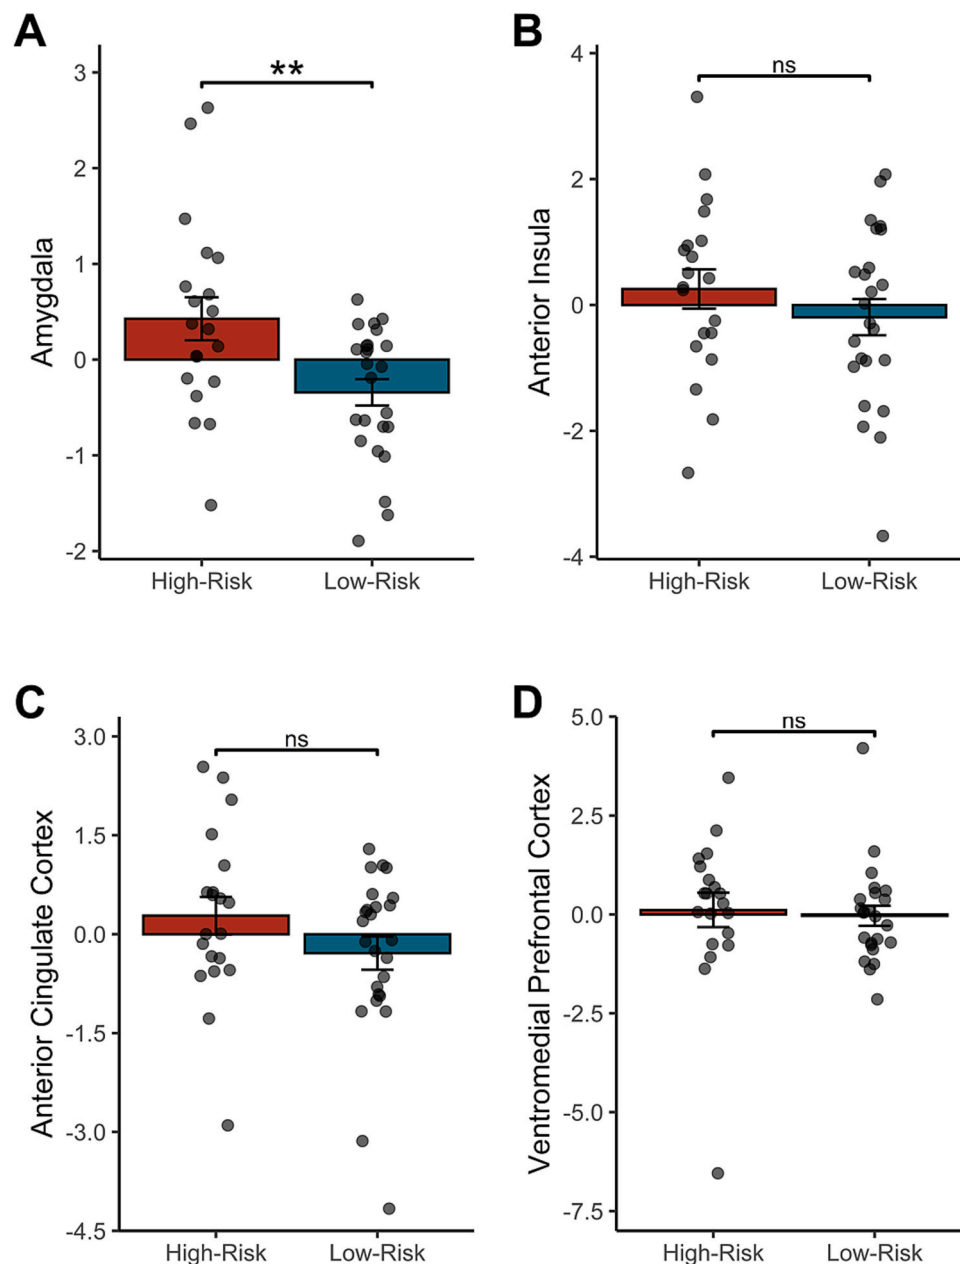 A
Amygdala
3
2
1
0
-1
-2
**
High-Risk
Low-Risk
B
Anterior Insula
4
2
0
-2
-4
ns
High-Risk
Low-Risk
C
Anterior Cingulate Cortex
3.0
1.5
0.0
-1.5
-3.0
-4.5
ns
High-Risk
Low-Risk
D
Ventromedial Prefrontal Cortex
5.0
2.5
0.0
-2.5
-5.0
-7.5
ns
High-Risk
Low-Risk